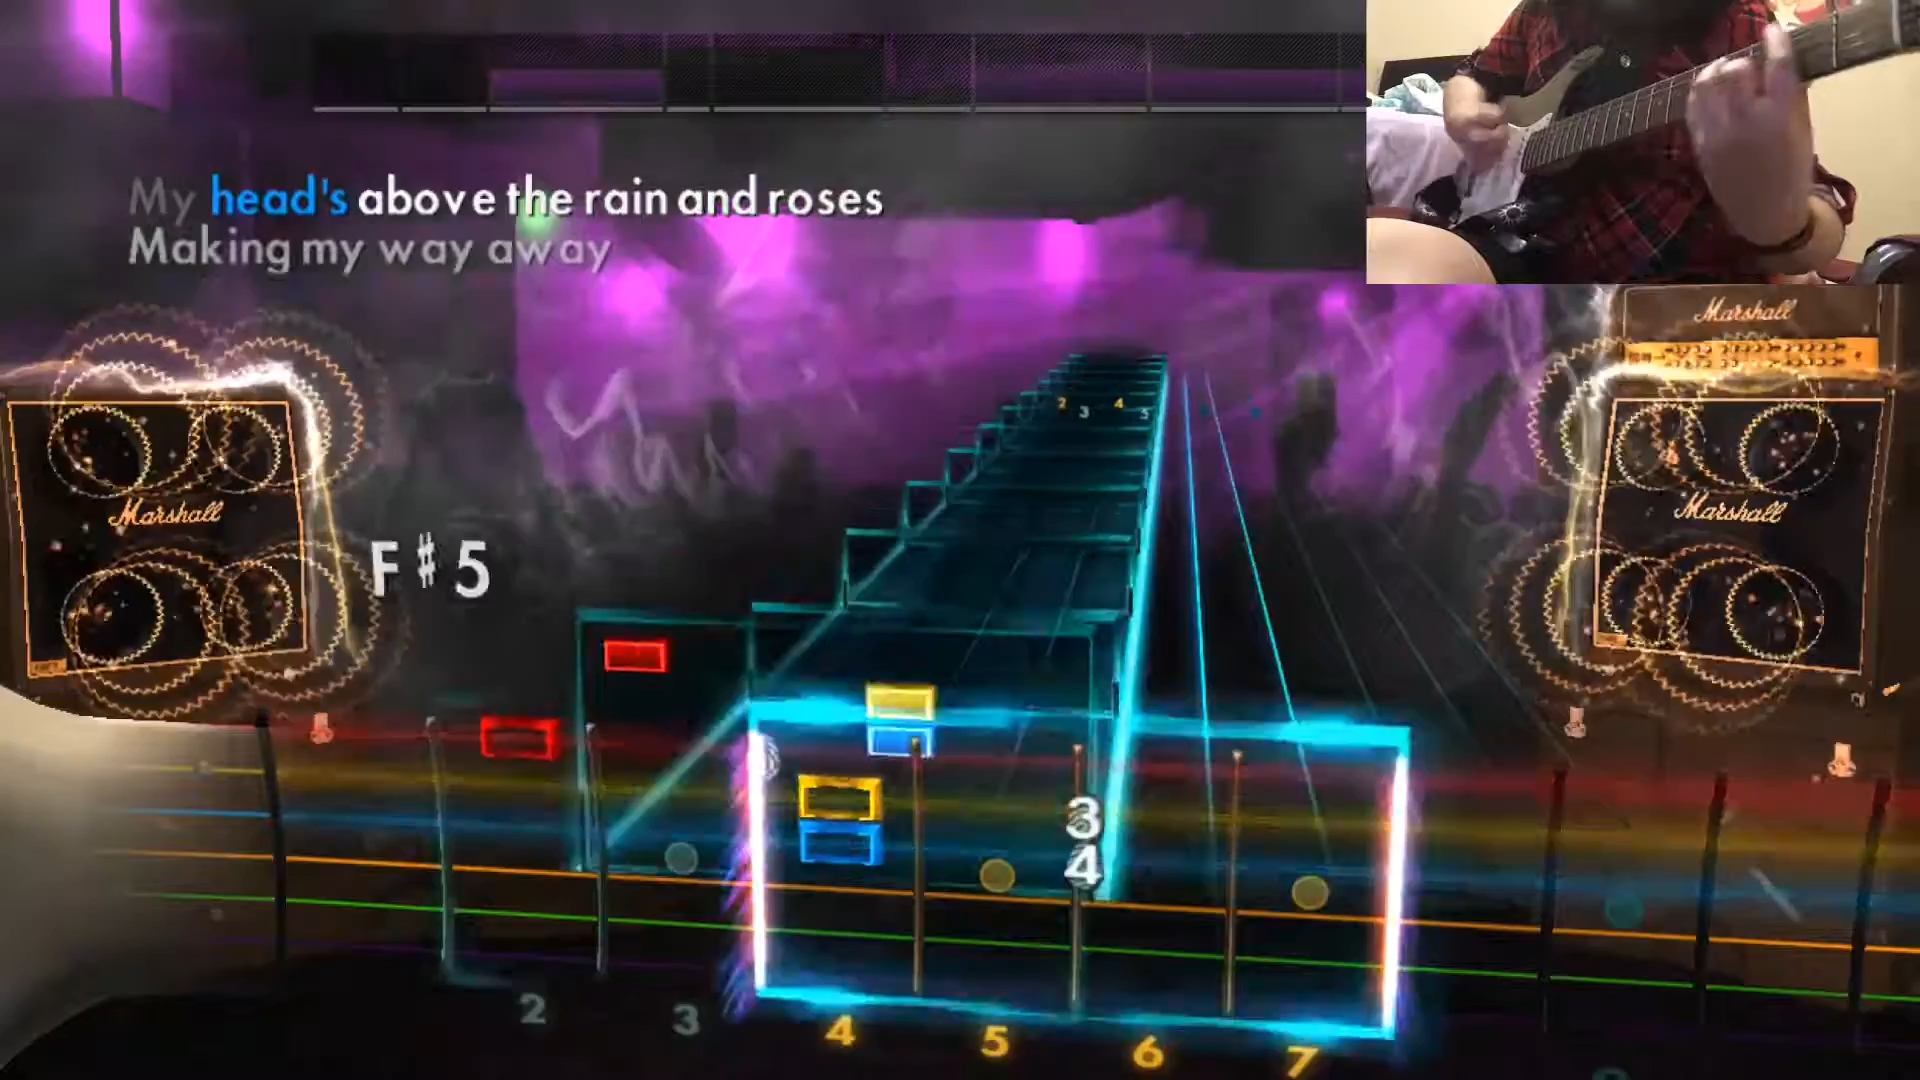 My head's above the rain and roses
Making my way away
Marshall
Marshall
Marshall
F#5
2 3 4 5
3
4
2 3 4 5 6 7